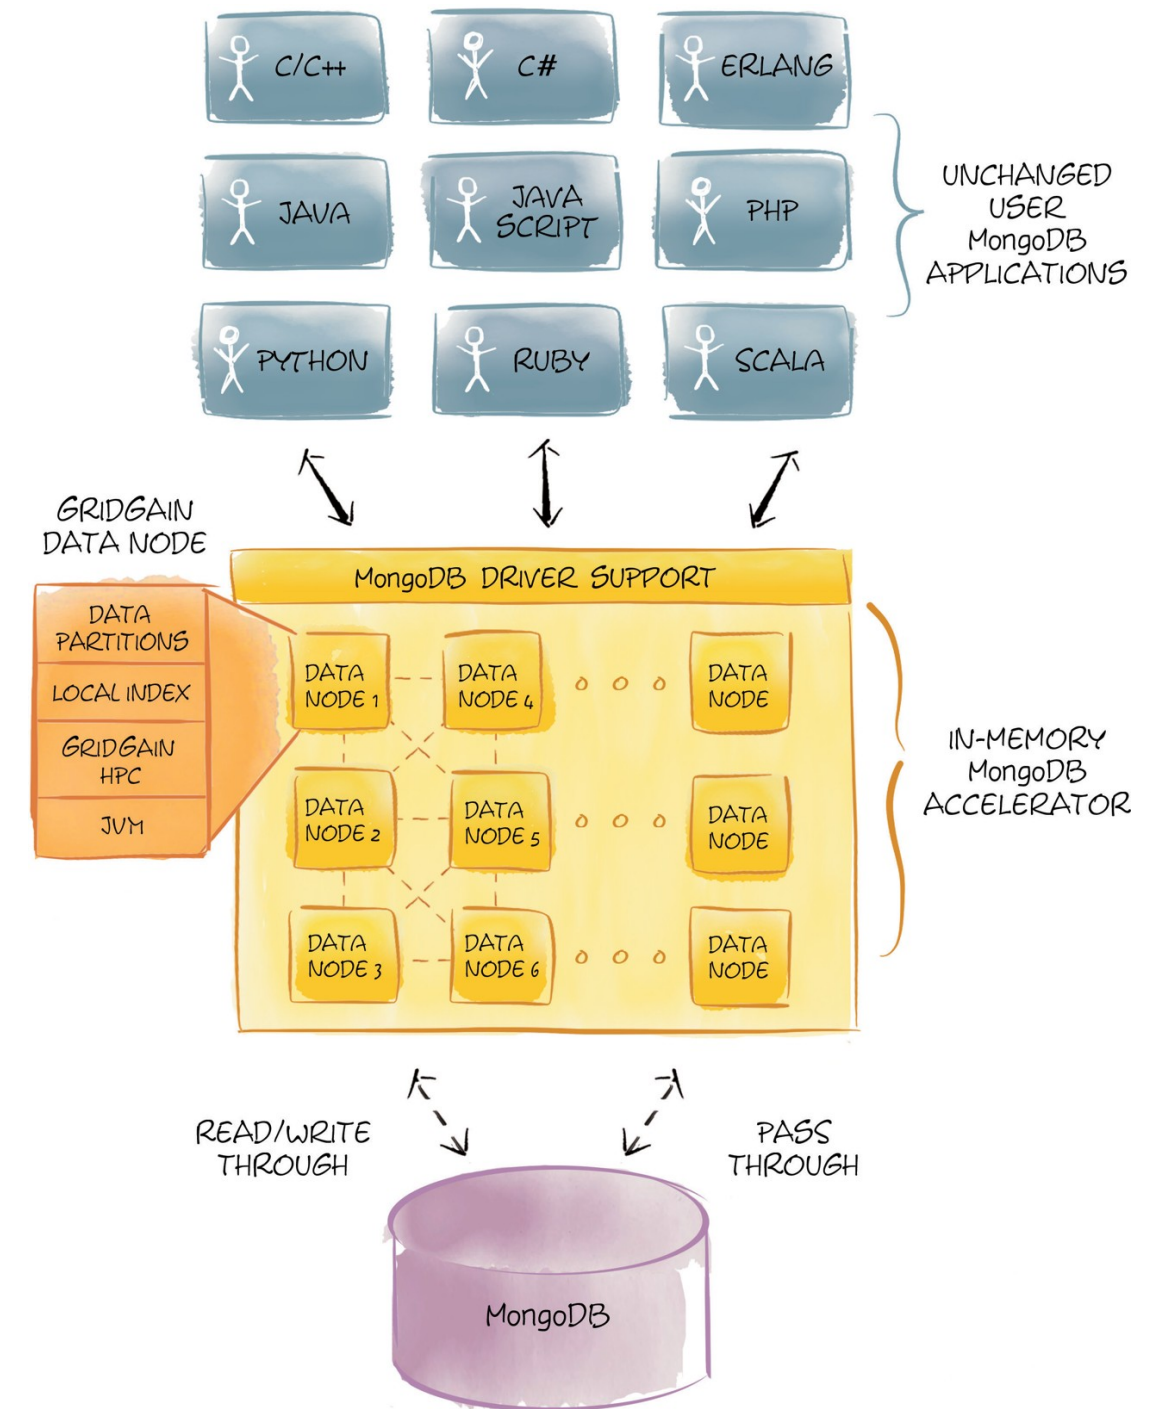 C/C++
C#
ERLANG
JAVA
JAVA
SCRIPT
PHP
PYTHON
RUBY
SCALA
UNCHANGED
USER
MongoDB
APPLICATIONS
GRIDGAIN
DATA NODE
DATA
PARTITIONS
LOCAL INDEX
GRIDGAIN
HPC
JVM
MongoDB DRIVER SUPPORT
DATA
NODE 1
DATA
NODE 4
DATA
NODE
DATA
NODE 2
DATA
NODE 5
DATA
NODE
DATA
NODE 3
DATA
NODE 6
DATA
NODE
IN-MEMORY
MongoDB
ACCELERATOR
READ/WRITE
THROUGH
PASS
THROUGH
MongoDB